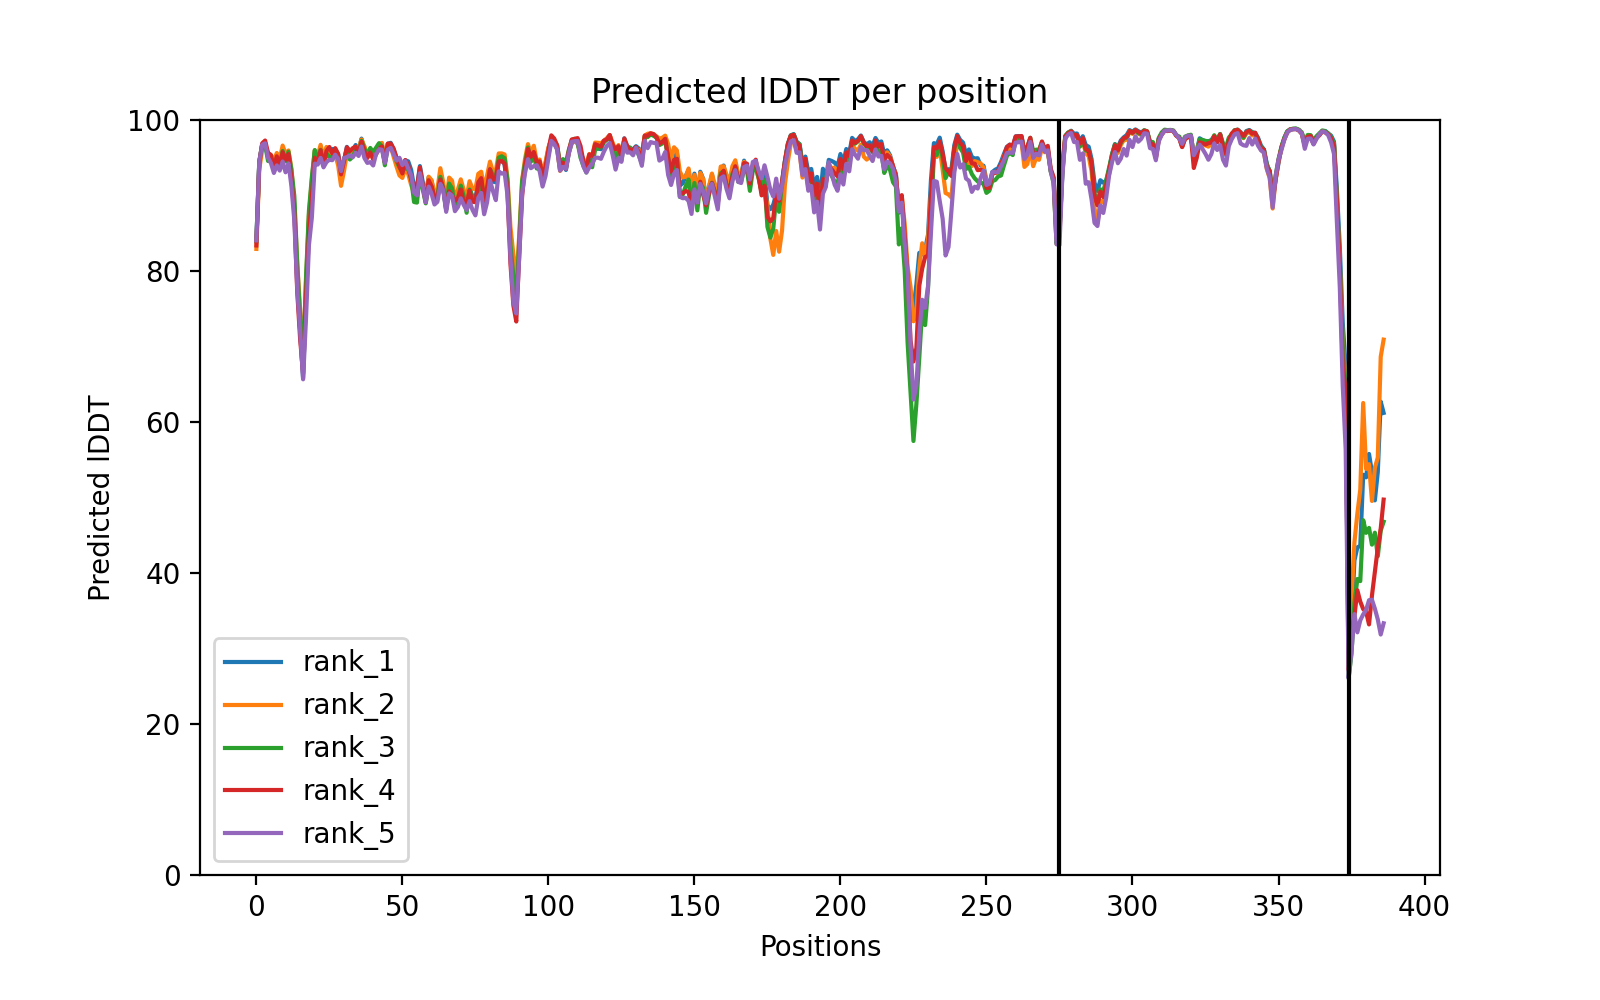 Predicted lDDT per position
100
80
60
40
20
0
Predicted lDDT
rank_1
rank_2
rank_3
rank_4
rank_5
0 50 100 150 200 250 300 350 400
Positions